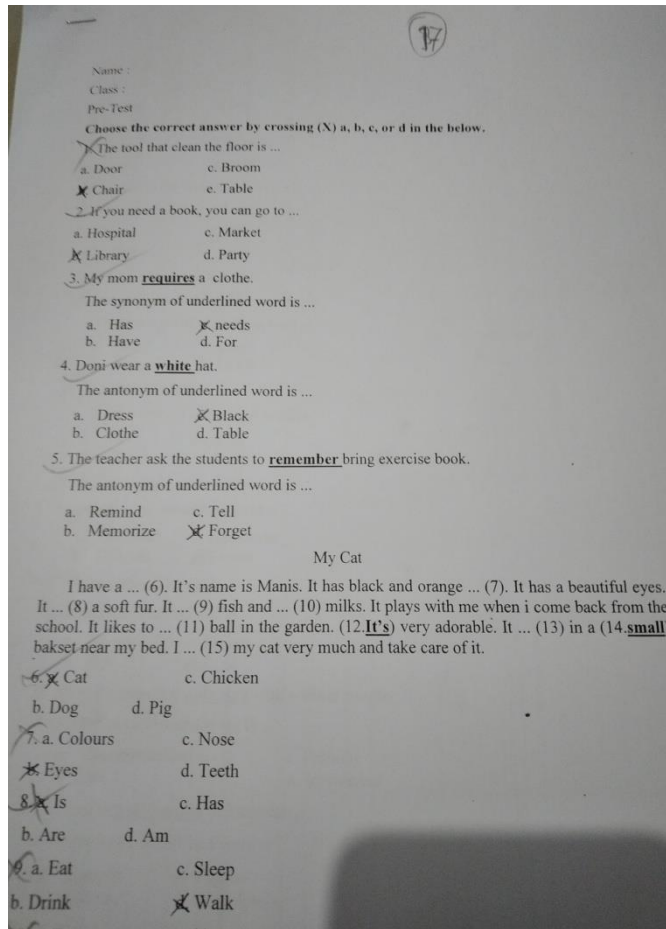 17
Name :
Class :
Pre-Test
Choose the correct answer by crossing (X) a, b, c, or d in the below.
1. The tool that clean the floor is ...
a. Door c. Broom
b. Chair e. Table
2. If you need a book, you can go to ...
a. Hospital c. Market
b. Library d. Party
3. My mom requires a clothe.
The synonym of underlined word is ...
a. Has c. needs
b. Have d. For
4. Doni wear a white hat.
The antonym of underlined word is ...
a. Dress c. Black
b. Clothe d. Table
5. The teacher ask the students to remember bring exercise book.
The antonym of underlined word is ...
a. Remind c. Tell
b. Memorize d. Forget
My Cat
I have a ... (6). It's name is Manis. It has black and orange ... (7). It has a beautiful eyes.
It ... (8) a soft fur. It ... (9) fish and ... (10) milks. It plays with me when i come back from the
school. It likes to ... (11) ball in the garden. (12.It's) very adorable. It ... (13) in a (14.small
bakset near my bed. I ... (15) my cat very much and take care of it.
6. a. Cat c. Chicken
b. Dog d. Pig
7. a. Colours c. Nose
b. Eyes d. Teeth
8. a. Is c. Has
b. Are d. Am
9. a. Eat c. Sleep
b. Drink d. Walk